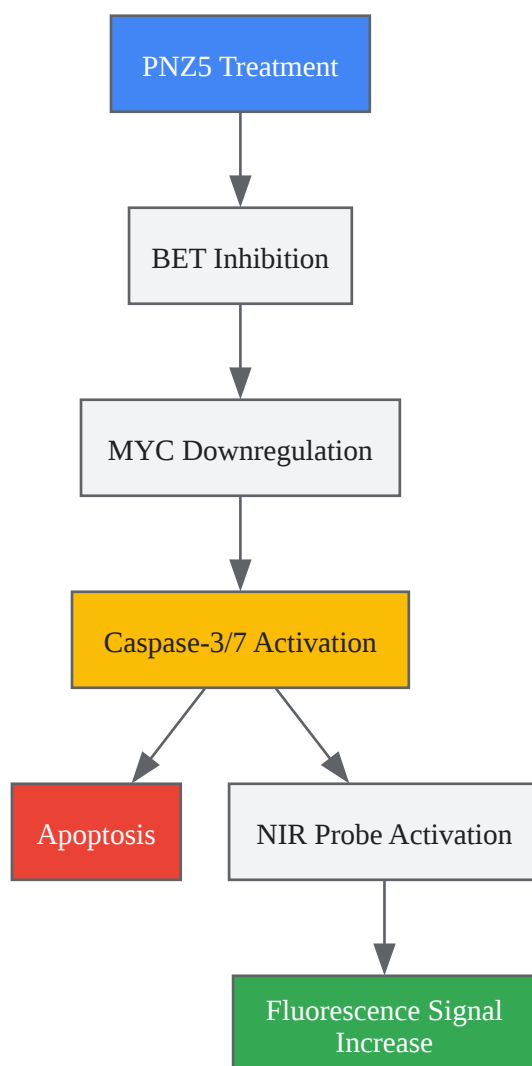 PNZ5 Treatment
BET Inhibition
MYC Downregulation
Caspase-3/7 Activation
Apoptosis
NIR Probe Activation
Fluorescence Signal
Increase